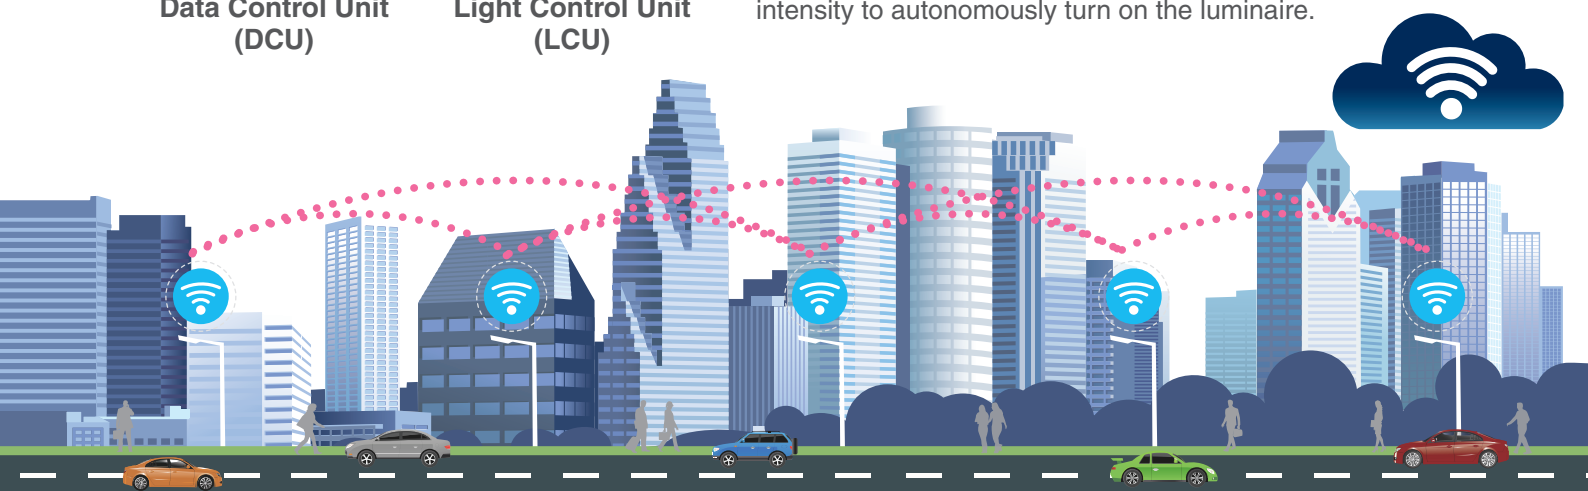 Data Control Unit
(DCU)
Light Control Unit
(LCU)
intensity to autonomously turn on the luminaire.